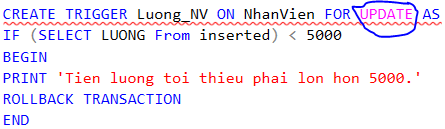 CREATE TRIGGER Luong_NV ON NhanVien FOR UPDATE AS
IF (SELECT LUONG From inserted) < 5000
BEGIN
PRINT 'Tien luong toi thieu phai lon hon 5000.'
ROLLBACK TRANSACTION
END